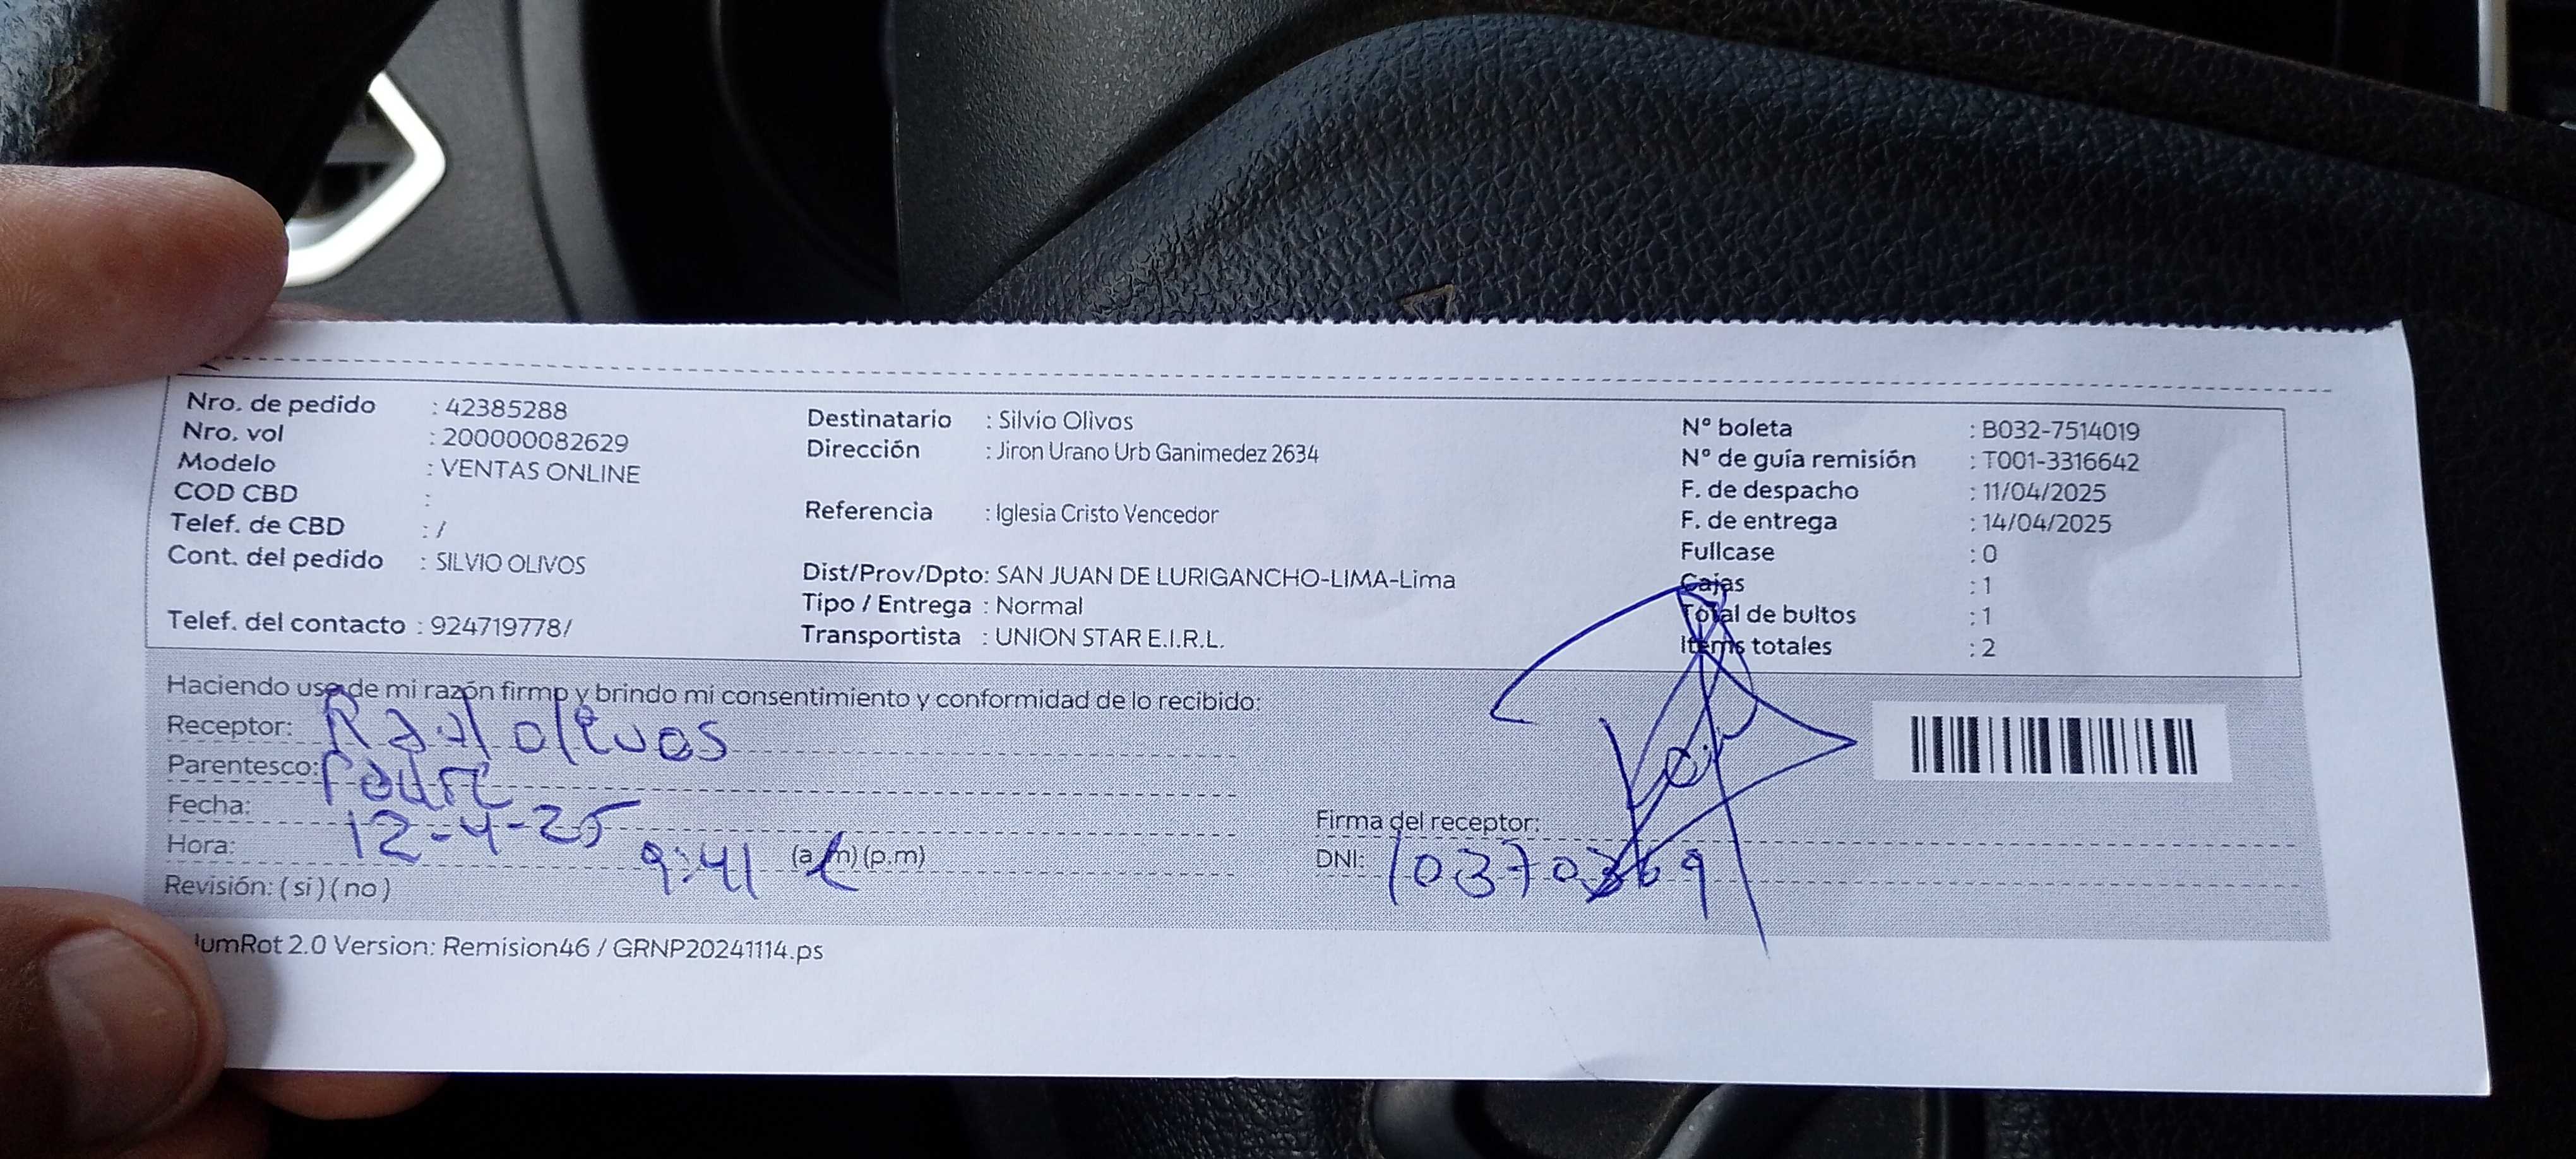 Nro. de pedido : 42385288
Nro. vol : 200000082629
Modelo : VENTAS ONLINE
COD CBD :
Telef. de CBD : /
Cont. del pedido : SILVIO OLIVOS
Telef. del contacto : 924719778/
Destinatario : Silvio Olivos
Dirección : Jiron Urano Urb Ganimedez 2634
Referencia : Iglesia Cristo Vencedor
Dist/Prov/Dpto: SAN JUAN DE LURIGANCHO-LIMA-Lima
Tipo / Entrega : Normal
Transportista : UNION STAR E.I.R.L.
N° boleta : B032-7514019
N° de guía remisión : T001-3316642
F. de despacho : 11/04/2025
F. de entrega : 14/04/2025
Fullcase : 0
Cajas : 1
Total de bultos : 1
Items totales : 2
Haciendo uso de mi razón firmo y brindo mi consentimiento y conformidad de lo recibido:
Receptor: Raul olivos
Parentesco: Padre
Fecha: 12-4-25
Hora: 9:41 (a.m) (p.m)
Revisión: ( si ) ( no )
Firma del receptor:
DNI: 10370369
umRot 2.0 Version: Remision46 / GRNP20241114.ps